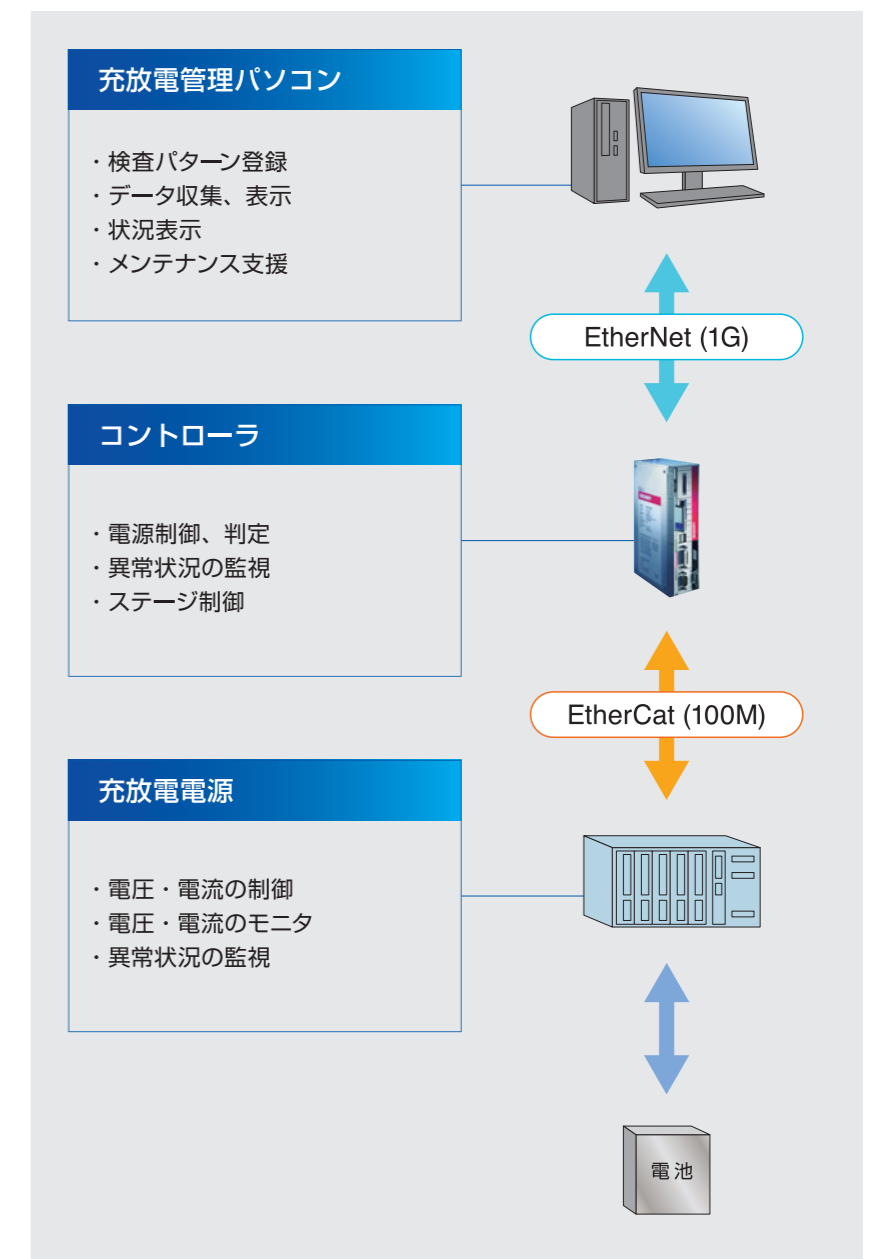 充放電管理パソコン
・検査パターン登録
・データ収集、表示
・状況表示
・メンテナンス支援
EtherNet (1G)
コントローラ
・電源制御、判定
・異常状況の監視
・ステージ制御
EtherCat (100M)
充放電電源
・電圧・電流の制御
・電圧・電流のモニタ
・異常状況の監視
電池